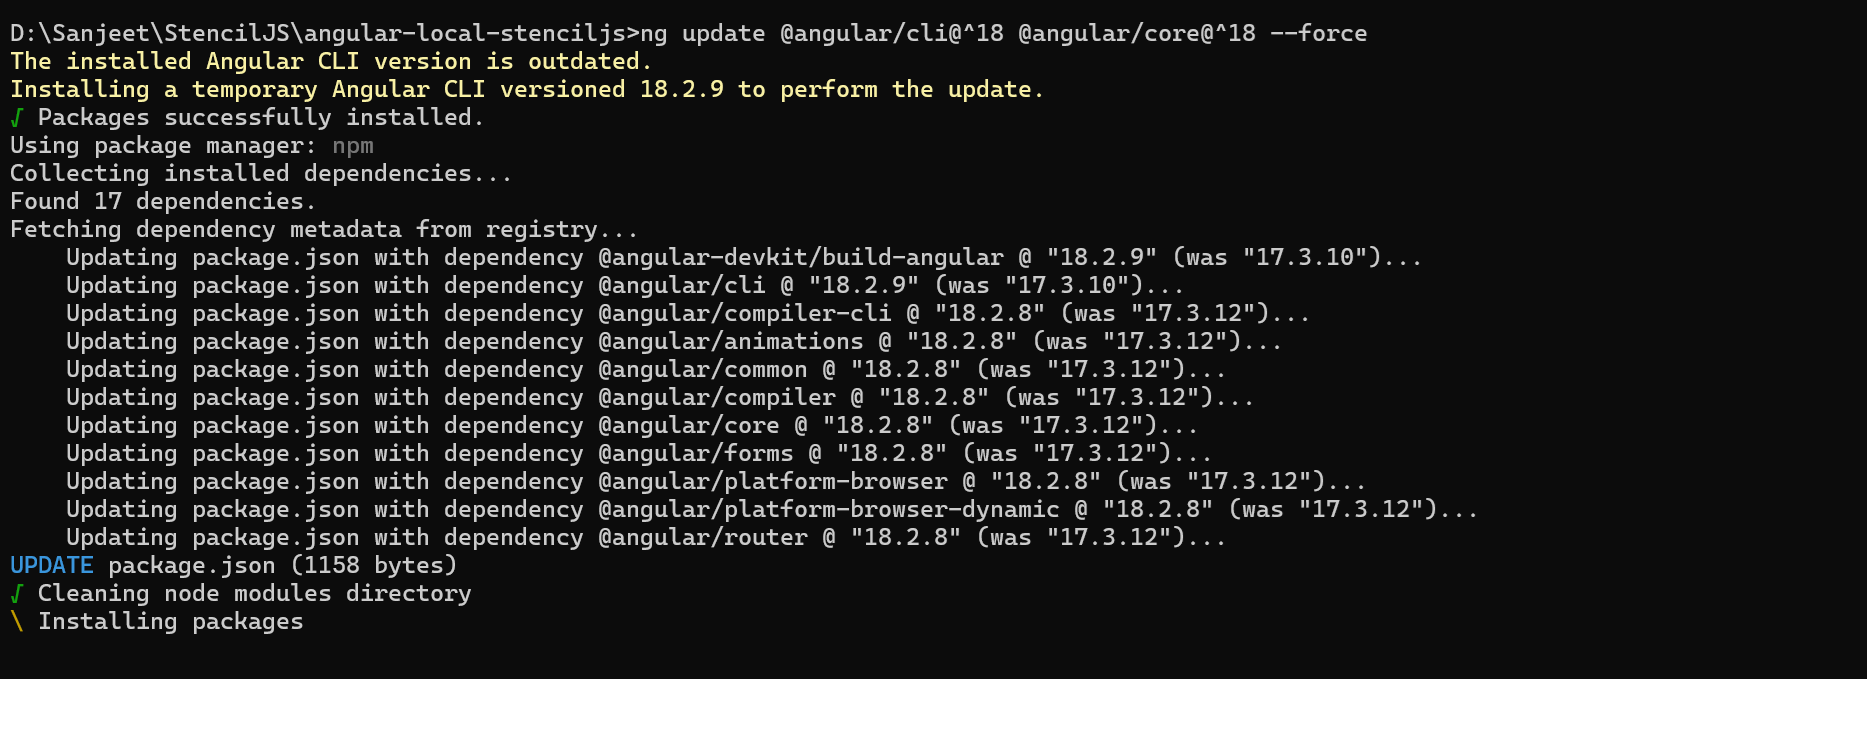 D:\Sanjeet\StencilJS\angular-local-stenciljs>ng update @angular/cli@^18 @angular/core@^18 --force
The installed Angular CLI version is outdated.
Installing a temporary Angular CLI versioned 18.2.9 to perform the update.
√ Packages successfully installed.
Using package manager: npm
Collecting installed dependencies...
Found 17 dependencies.
Fetching dependency metadata from registry...
    Updating package.json with dependency @angular-devkit/build-angular @ "18.2.9" (was "17.3.10")...
    Updating package.json with dependency @angular/cli @ "18.2.9" (was "17.3.10")...
    Updating package.json with dependency @angular/compiler-cli @ "18.2.8" (was "17.3.12")...
    Updating package.json with dependency @angular/animations @ "18.2.8" (was "17.3.12")...
    Updating package.json with dependency @angular/common @ "18.2.8" (was "17.3.12")...
    Updating package.json with dependency @angular/compiler @ "18.2.8" (was "17.3.12")...
    Updating package.json with dependency @angular/core @ "18.2.8" (was "17.3.12")...
    Updating package.json with dependency @angular/forms @ "18.2.8" (was "17.3.12")...
    Updating package.json with dependency @angular/platform-browser @ "18.2.8" (was "17.3.12")...
    Updating package.json with dependency @angular/platform-browser-dynamic @ "18.2.8" (was "17.3.12")...
    Updating package.json with dependency @angular/router @ "18.2.8" (was "17.3.12")...
UPDATE package.json (1158 bytes)
√ Cleaning node modules directory
\ Installing packages